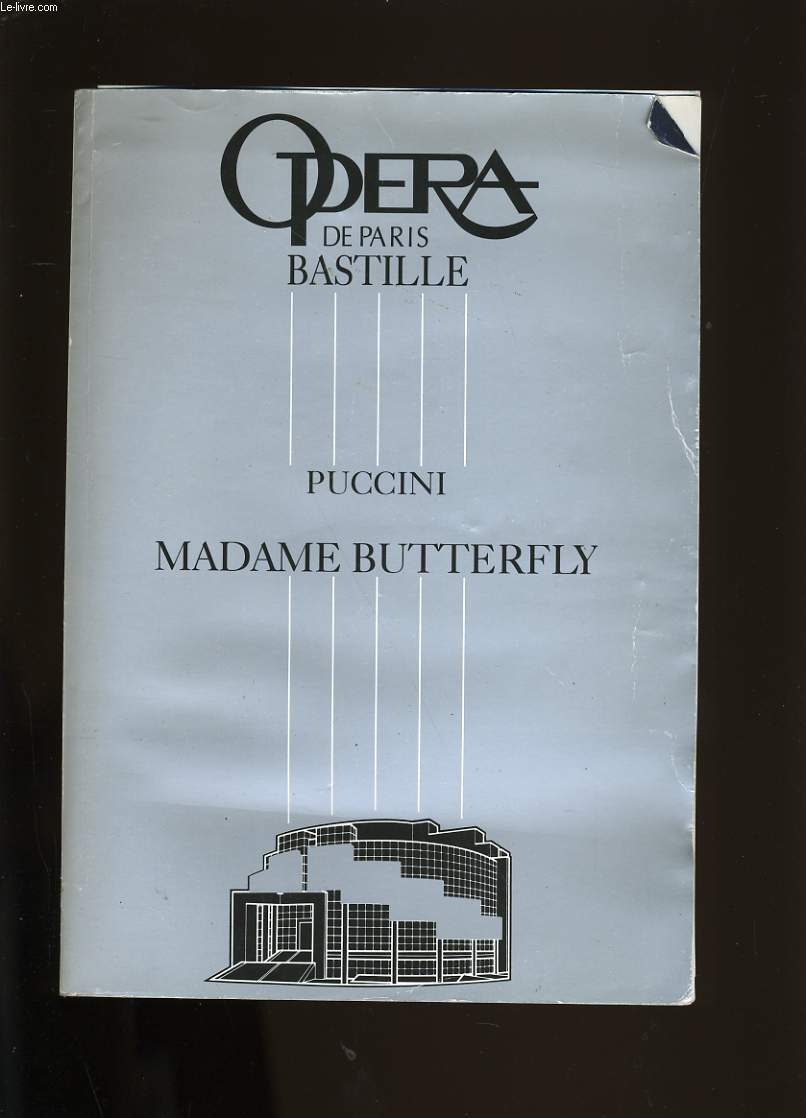 Le-livre.com
OPERA
DE PARIS
BASTILLE
PUCCINI
MADAME BUTTERFLY